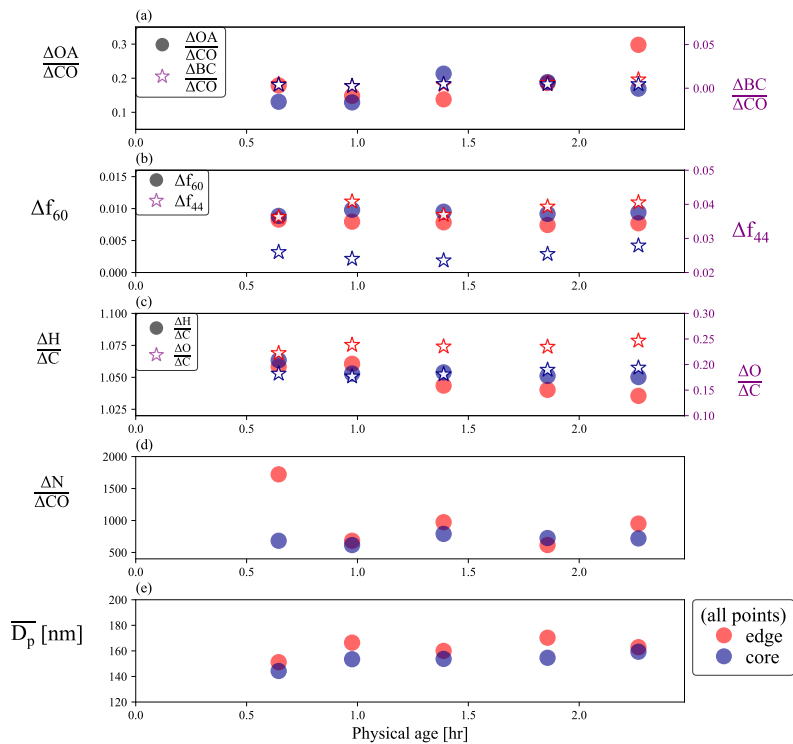 (a)
ΔOA
ΔCO
0.3
0.2
0.1
ΔOA
ΔCO
ΔBC
ΔCO
0.05
0.00
ΔBC
ΔCO
0.0 0.5 1.0 1.5 2.0
(b)
Δf60
0.015
0.010
0.005
0.000
Δf60
Δf44
0.05
0.04
0.03
0.02
Δf44
0.0 0.5 1.0 1.5 2.0
(c)
ΔH
ΔC
1.100
1.075
1.050
1.025
ΔH
ΔC
ΔO
ΔC
0.30
0.25
0.20
0.15
0.10
ΔO
ΔC
0.0 0.5 1.0 1.5 2.0
(d)
ΔN
ΔCO
2000
1500
1000
500
0.0 0.5 1.0 1.5 2.0
(e)
Dp [nm]
200
180
160
140
120
0.0 0.5 1.0 1.5 2.0
Physical age [hr]
(all points)
edge
core